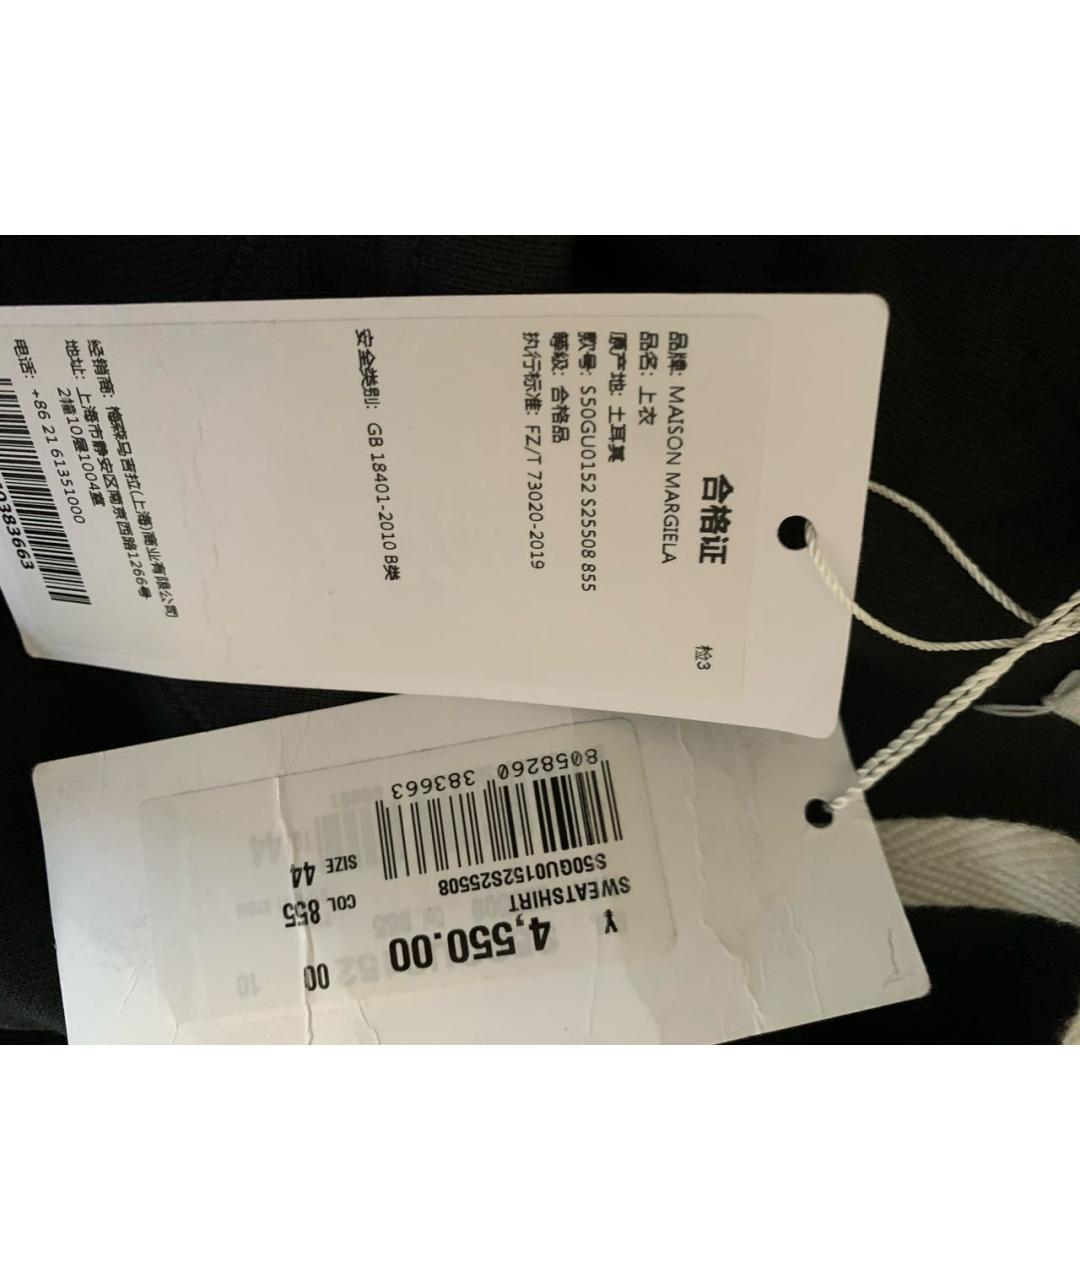 合格证
检3
品牌: MAISON MARGIELA
品名: 上衣
原产地: 土耳其
款号: S50GU0152 S25508 855
等级: 合格品
执行标准: FZ/T 73020-2019
安全类别: GB 18401-2010 B类
经销商: 梅森马吉拉(上海)商业有限公司
地址: 上海市静安区南京西路1266号
2幢10层1004室
电话: +86 21 61351000
0383663
8058260 383663
S50GU0152S25508
SWEATSHIRT
SIZE 44
COL 855
¥ 4,550.00
00